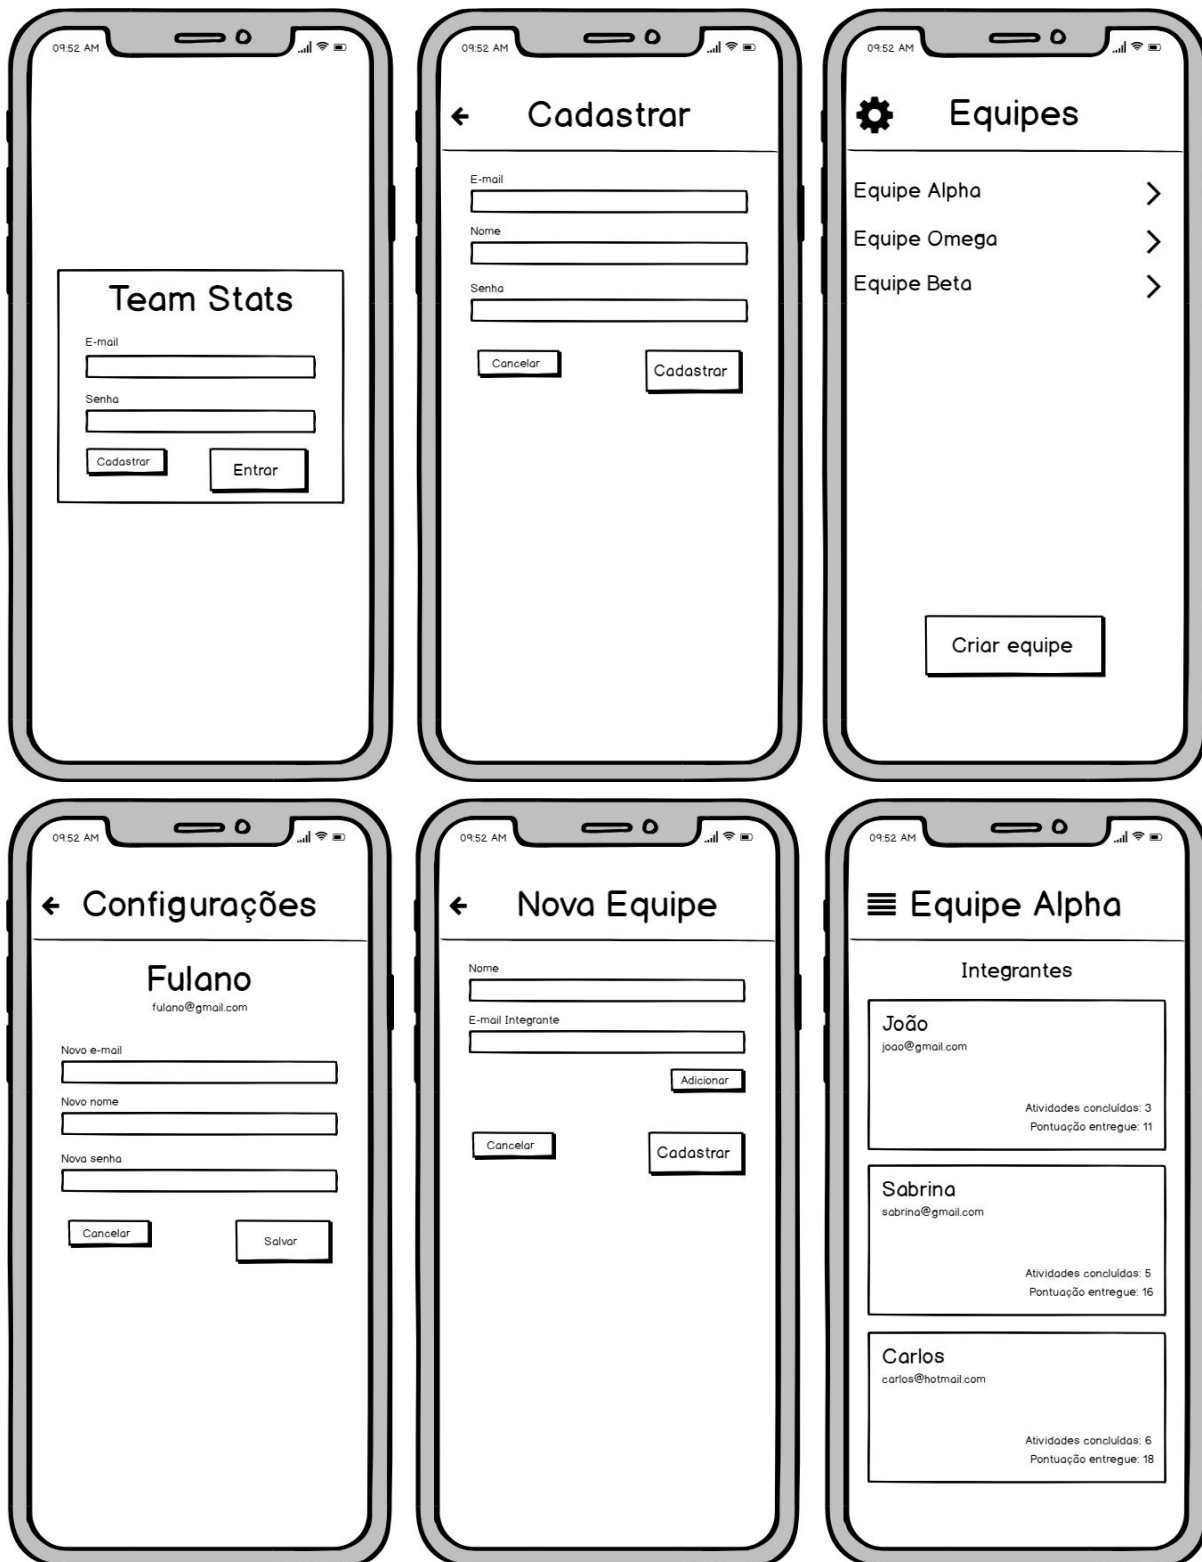 09:52 AM
Team Stats
E-mail
Senha
Cadastrar
Entrar
09:52 AM
Cadastrar
E-mail
Nome
Senha
Cancelar
Cadastrar
09:52 AM
Equipes
Equipe Alpha
Equipe Omega
Equipe Beta
Criar equipe
09:52 AM
Configurações
Fulano
fulano@gmail.com
Novo e-mail
Novo nome
Nova senha
Cancelar
Salvar
09:52 AM
Nova Equipe
Nome
E-mail Integrante
Adicionar
Cancelar
Cadastrar
09:52 AM
Equipe Alpha
Integrantes
João
joao@gmail.com
Atividades concluídas: 3
Pontuação entregue: 11
Sabrina
sabrina@gmail.com
Atividades concluídas: 5
Pontuação entregue: 16
Carlos
carlos@hotmail.com
Atividades concluídas: 6
Pontuação entregue: 18